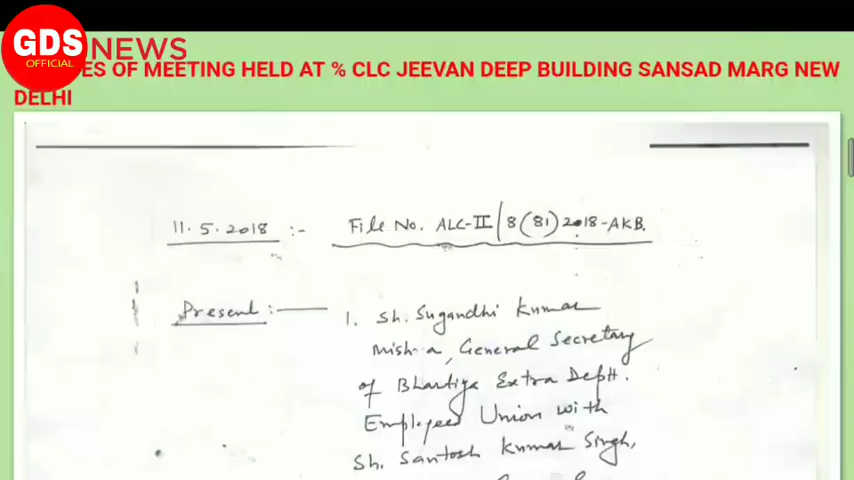 GDS NEWS
OFFICIAL
ES OF MEETING HELD AT % CLC JEEVAN DEEP BUILDING SANSAD MARG NEW
DELHI
11.5.2018 :- File No. ALC-II/8(81)2018-AKB.
Present :— 1. Sh. Sugandhi Kumar
Mishra, General Secretary
of Bhartiya Extra Deptt.
Employees Union with
Sh. Santosh Kumar Singh,